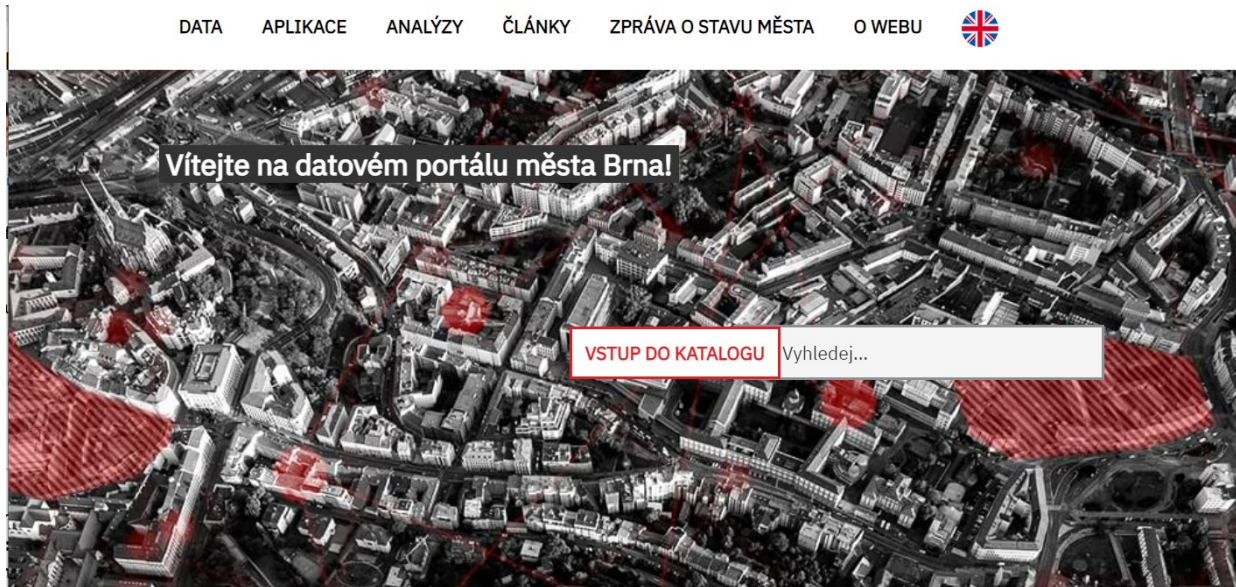 DATA APLIKACE ANALÝZY ČLÁNKY ZPRÁVA O STAVU MĚSTA O WEBU
Vítejte na datovém portálu města Brna!
VSTUP DO KATALOGU Vyhledej...